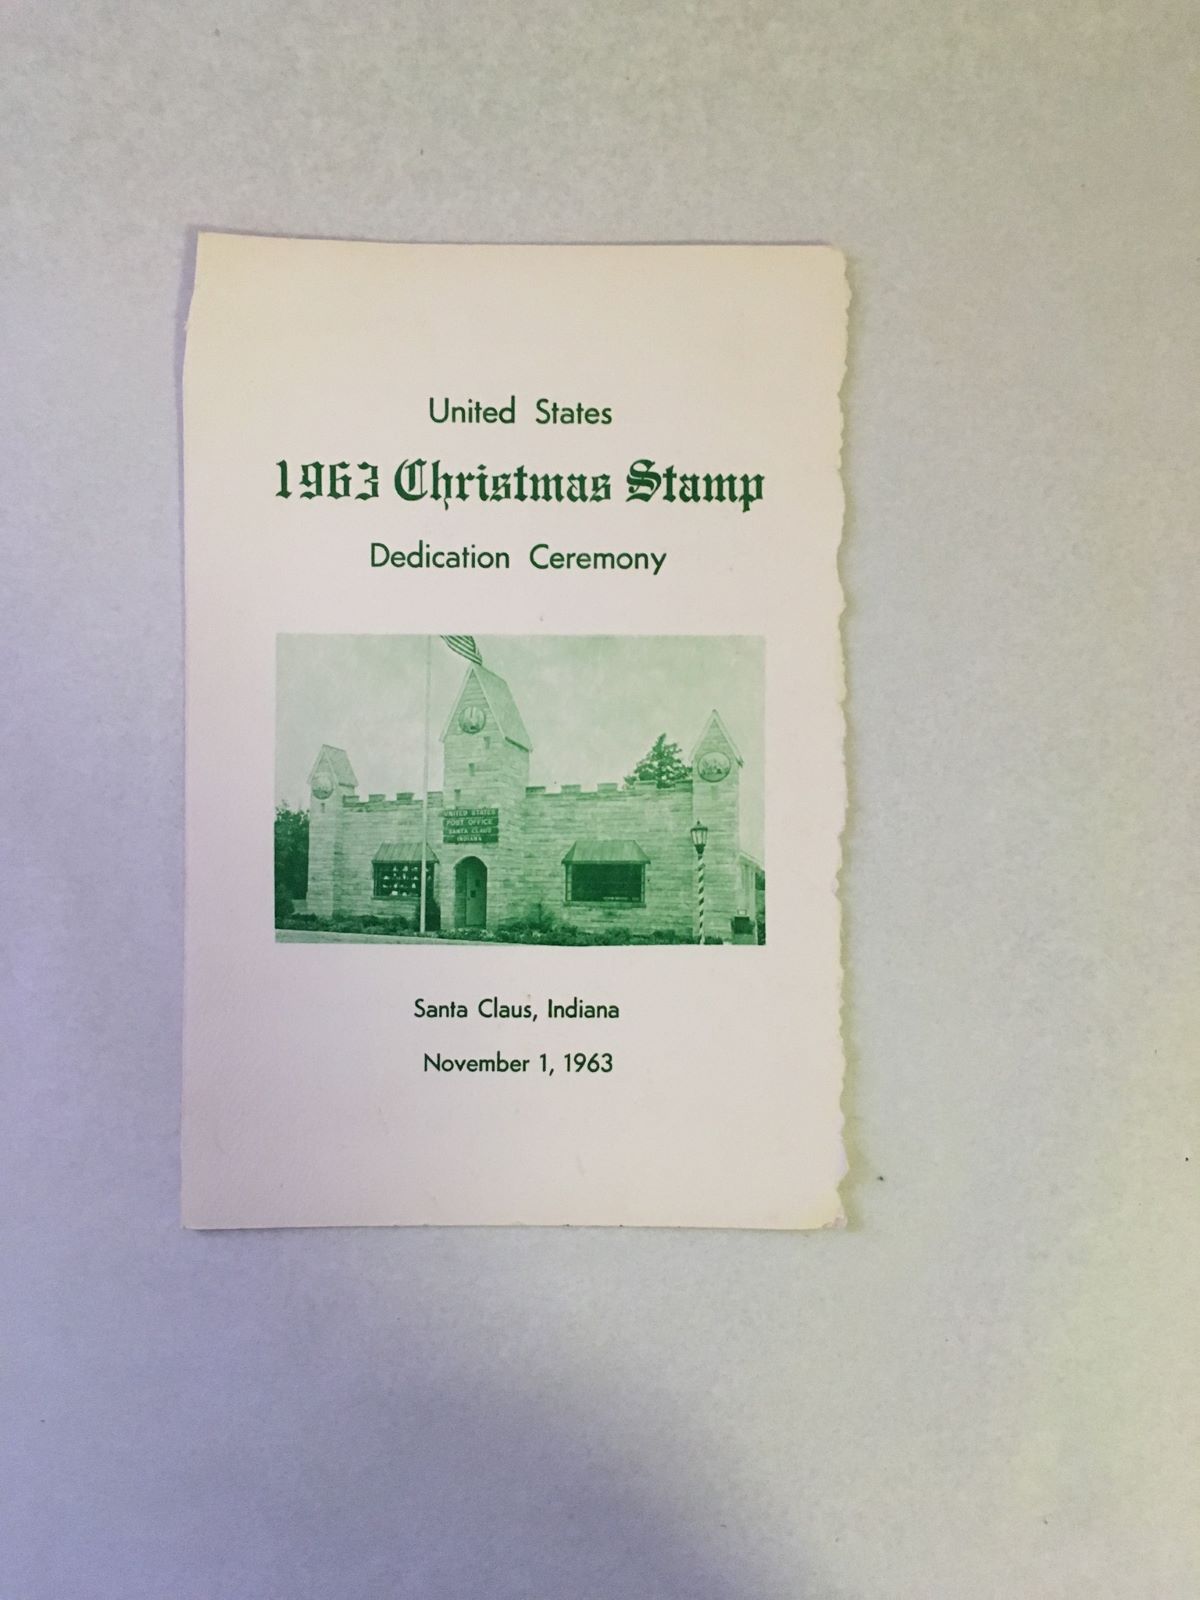 United States
1963 Christmas Stamp
Dedication Ceremony
UNITED STATES
POST OFFICE
SANTA CLAUS
INDIANA
Santa Claus, Indiana
November 1, 1963